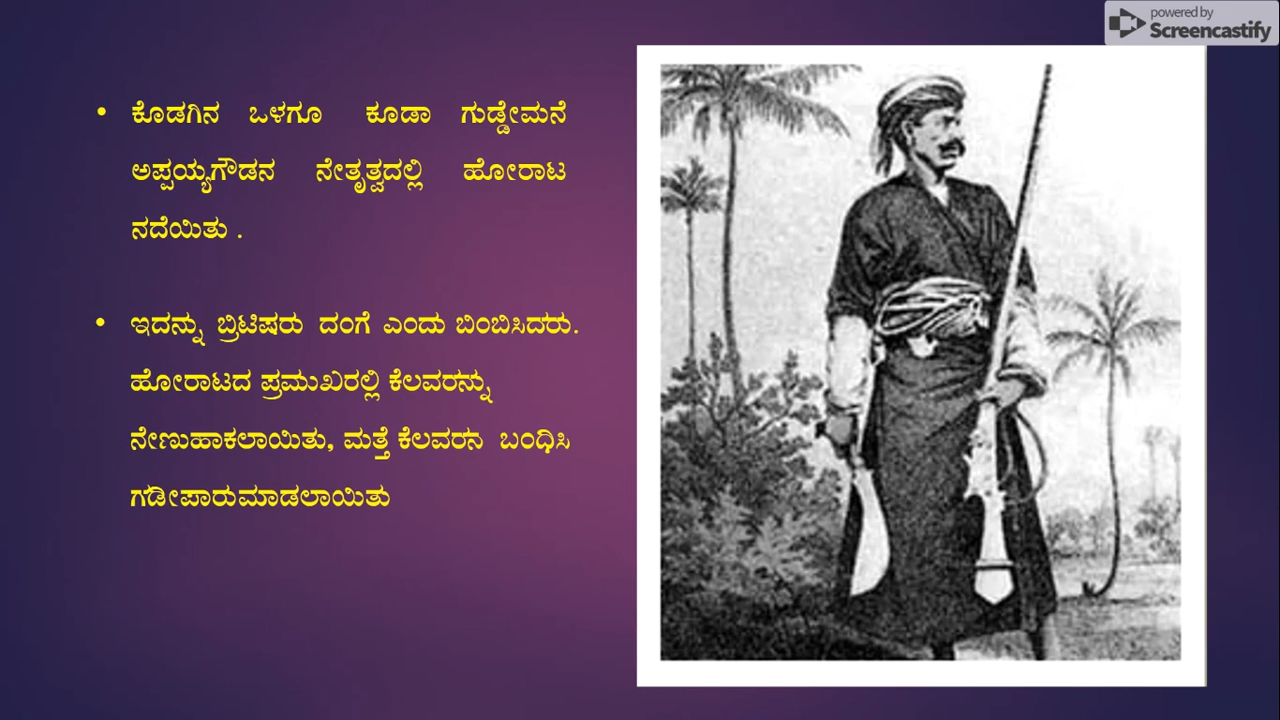 powered by
Screencastify
• ಕೊಡಗಿನ ಒಳಗೂ ಕೂಡಾ ಗುಡ್ಡೇಮನೆ
ಅಪ್ಪಯ್ಯಗೌಡನ ನೇತೃತ್ವದಲ್ಲಿ ಹೋರಾಟ
ನಡೆಯಿತು .
• ಇದನ್ನು ಬ್ರಿಟಿಷರು ದಂಗೆ ಎಂದು ಬಿಂಬಿಸಿದರು.
ಹೋರಾಟದ ಪ್ರಮುಖರಲ್ಲಿ ಕೆಲವರನ್ನು
ನೇಣುಹಾಕಲಾಯಿತು, ಮತ್ತೆ ಕೆಲವರನ ಬಂಧಿಸಿ
ಗಡೀಪಾರುಮಾಡಲಾಯಿತು